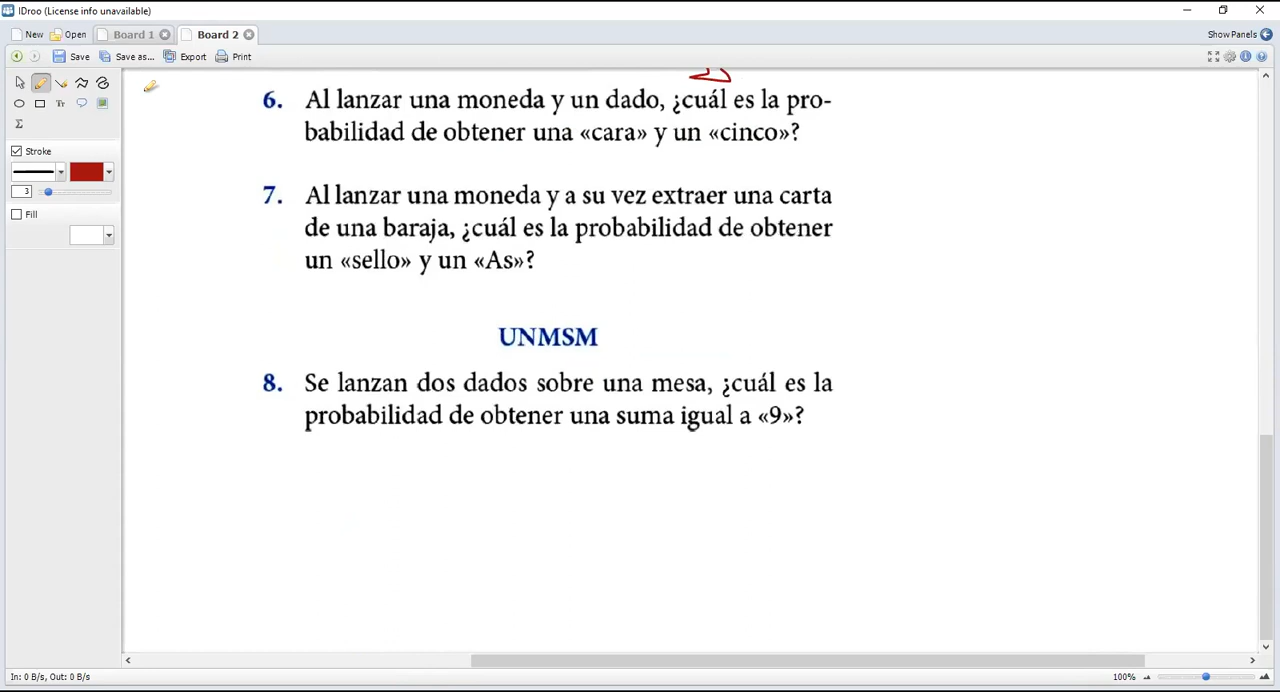 IDroo (License info unavailable)
New Open Board 1 Board 2 Show Panels
Save Save as... Export Print
Tr
Σ
Stroke
3
Fill
6. Al lanzar una moneda y un dado, ¿cuál es la pro-
babilidad de obtener una «cara» y un «cinco»?
7. Al lanzar una moneda y a su vez extraer una carta
de una baraja, ¿cuál es la probabilidad de obtener
un «sello» y un «As»?
UNMSM
8. Se lanzan dos dados sobre una mesa, ¿cuál es la
probabilidad de obtener una suma igual a «9»?
In: 0 B/s, Out: 0 B/s 100%